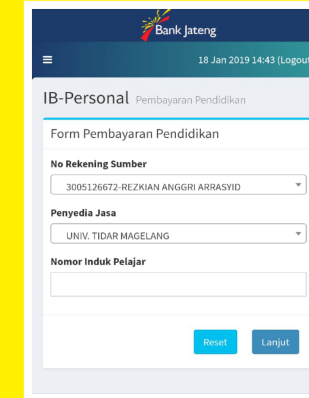 Bank Jateng
18 Jan 2019 14:43 (Logout
IB-Personal Pembayaran Pendidikan
Form Pembayaran Pendidikan
No Rekening Sumber
3005126672-REZKIAN ANGGRI ARRASYID
Penyedia Jasa
UNIV. TIDAR MAGELANG
Nomor Induk Pelajar
Reset Lanjut